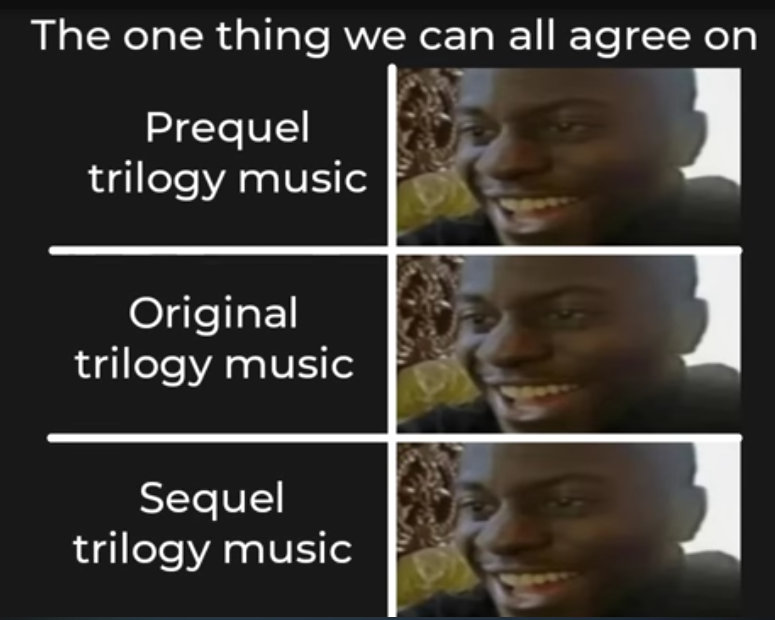 The one thing we can all agree on
Prequel
trilogy music
Original
trilogy music
Sequel
trilogy music